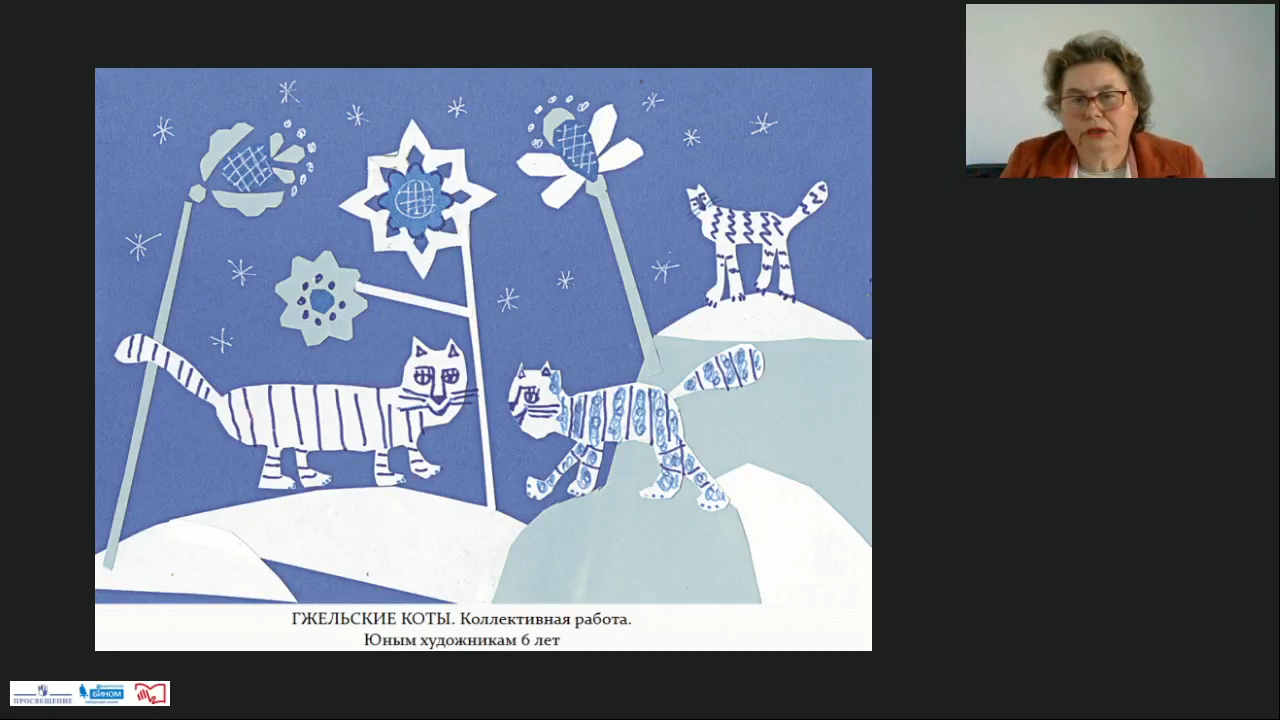 ГЖЕЛЬСКИЕ КОТЫ. Коллективная работа.
Юным художникам 6 лет
ПРОСВЕЩЕНИЕ
БИНОМ